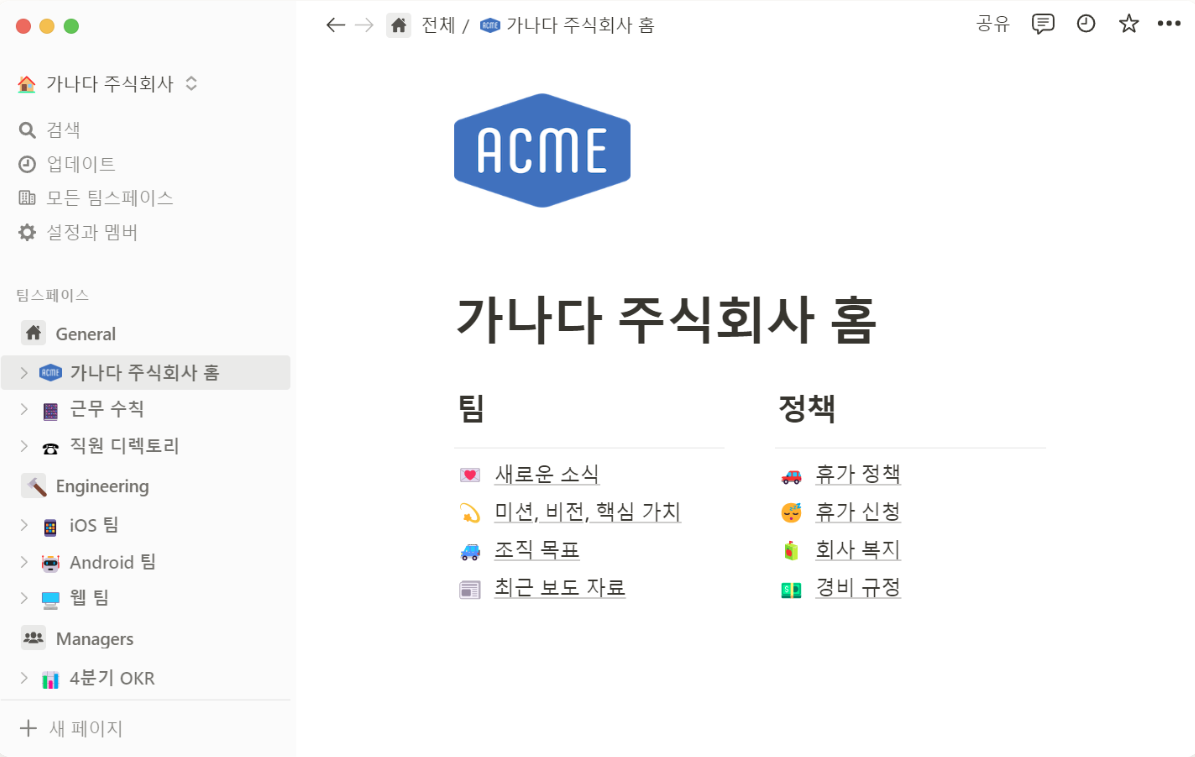 전체 / ACME 가나다 주식회사 홈
공유
가나다 주식회사
검색
업데이트
모든 팀스페이스
설정과 멤버
팀스페이스
General
ACME 가나다 주식회사 홈
근무 수칙
직원 디렉토리
Engineering
iOS 팀
Android 팀
웹 팀
Managers
4분기 OKR
새 페이지
ACME
가나다 주식회사 홈
팀
새로운 소식
미션, 비전, 핵심 가치
조직 목표
최근 보도 자료
정책
휴가 정책
휴가 신청
회사 복지
경비 규정